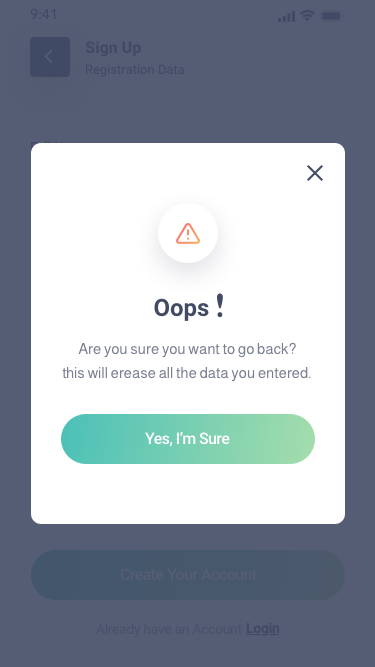 9:41
Sign Up
Registration Data
Oops !
Are you sure you want to go back?
this will erease all the data you entered.
Yes, I'm Sure
Create Your Account
Already have an Account Login